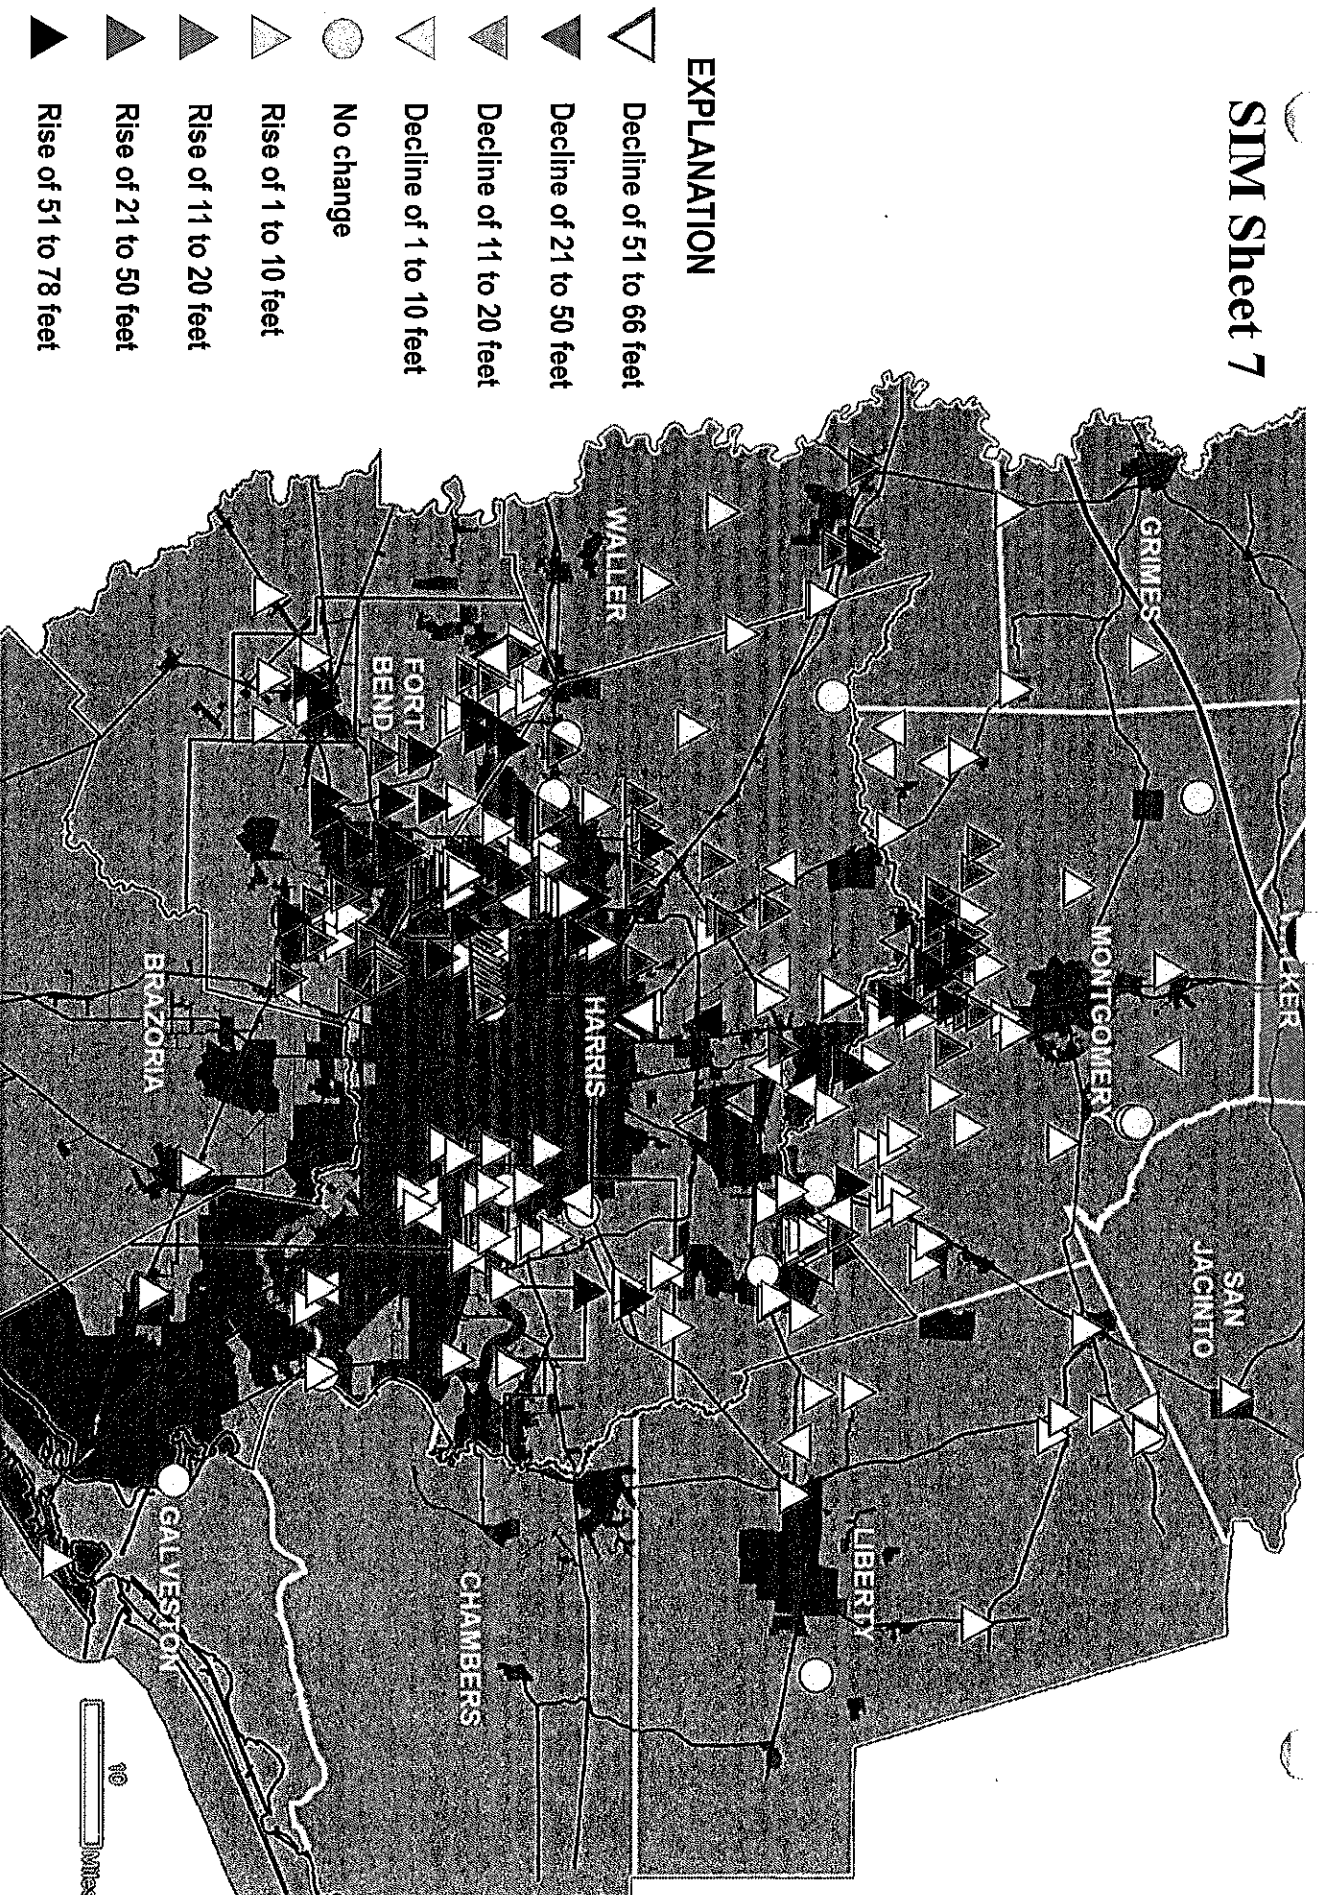 SIM Sheet 7
EXPLANATION
Decline of 51 to 66 feet
Decline of 21 to 50 feet
Decline of 11 to 20 feet
Decline of 1 to 10 feet
No change
Rise of 1 to 10 feet
Rise of 11 to 20 feet
Rise of 21 to 50 feet
Rise of 51 to 78 feet
GRIMES
MONTGOMERY
SAN
JACINTO
WALLER
HARRIS
LIBERTY
FORT
BEND
CHAMBERS
BRAZORIA
GALVESTON
10
Miles